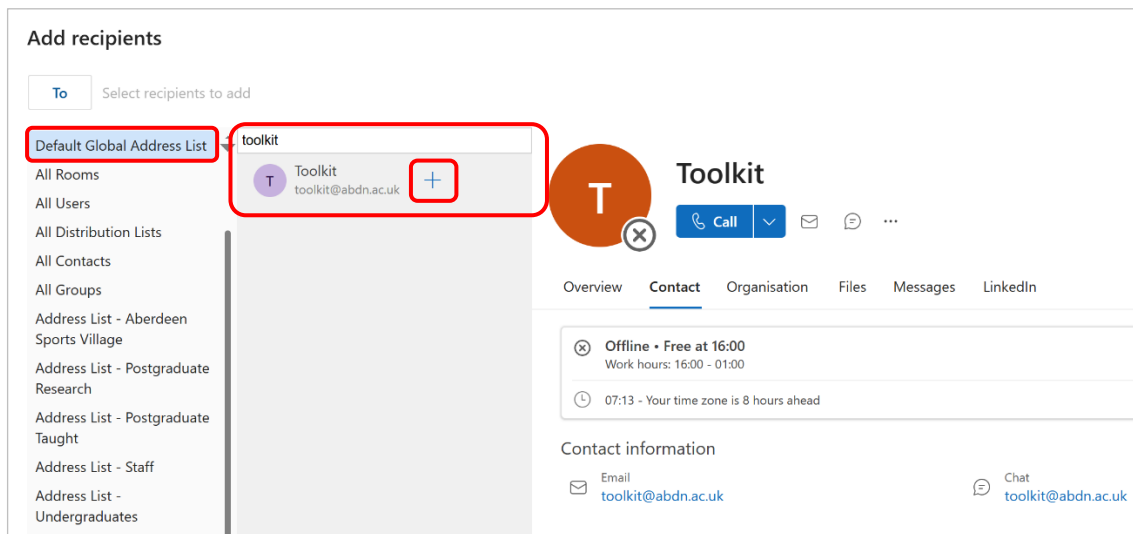 Add recipients
To
Select recipients to add
Default Global Address List
All Rooms
All Users
All Distribution Lists
All Contacts
All Groups
Address List - Aberdeen
Sports Village
Address List - Postgraduate
Research
Address List - Postgraduate
Taught
Address List - Staff
Address List -
Undergraduates
toolkit
T
Toolkit
toolkit@abdn.ac.uk
T
Toolkit
Call
Overview Contact Organisation Files Messages LinkedIn
Offline • Free at 16:00
Work hours: 16:00 - 01:00
07:13 - Your time zone is 8 hours ahead
Contact information
Email
toolkit@abdn.ac.uk
Chat
toolkit@abdn.ac.uk